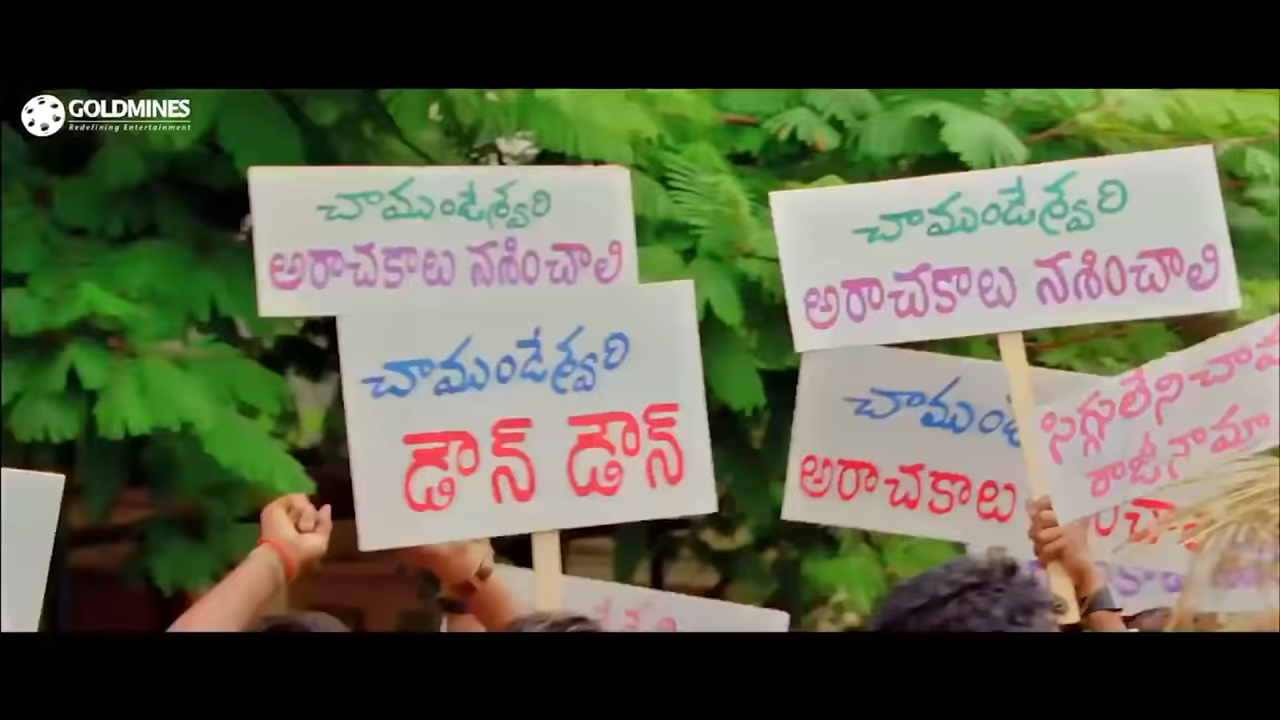 GOLDMINES
Redefining Entertainment
చాముండేశ్వరి
అరాచకాలు నశించాలి
చాముండేశ్వరి
డౌన్ డౌన్
చాముండేశ్వరి
అరాచకాలు నశించాలి
అరాచకాలు
సిగ్గులేని
రాజీనామా